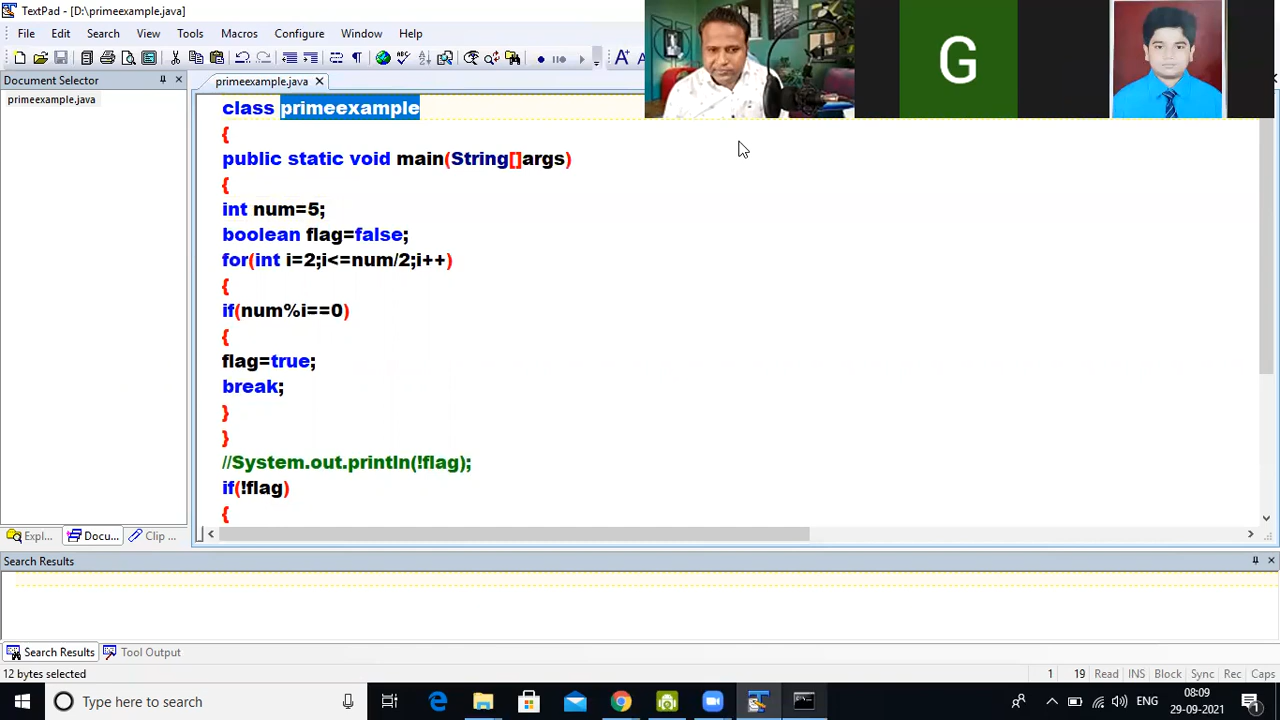 TextPad - [D:\primeexample.java]
File Edit Search View Tools Macros Configure Window Help
G
Document Selector
primeexample.java
primeexample.java
class primeexample
{
public static void main(String[]args)
{
int num=5;
boolean flag=false;
for(int i=2;i<=num/2;i++)
{
if(num%i==0)
{
flag=true;
break;
}
}
//System.out.println(!flag);
if(!flag)
{
Expl... Docu... Clip ...
Search Results
Search Results Tool Output
12 bytes selected
1 19 Read INS Block Sync Rec Caps
Type here to search
ENG
08:09
29-09-2021
1